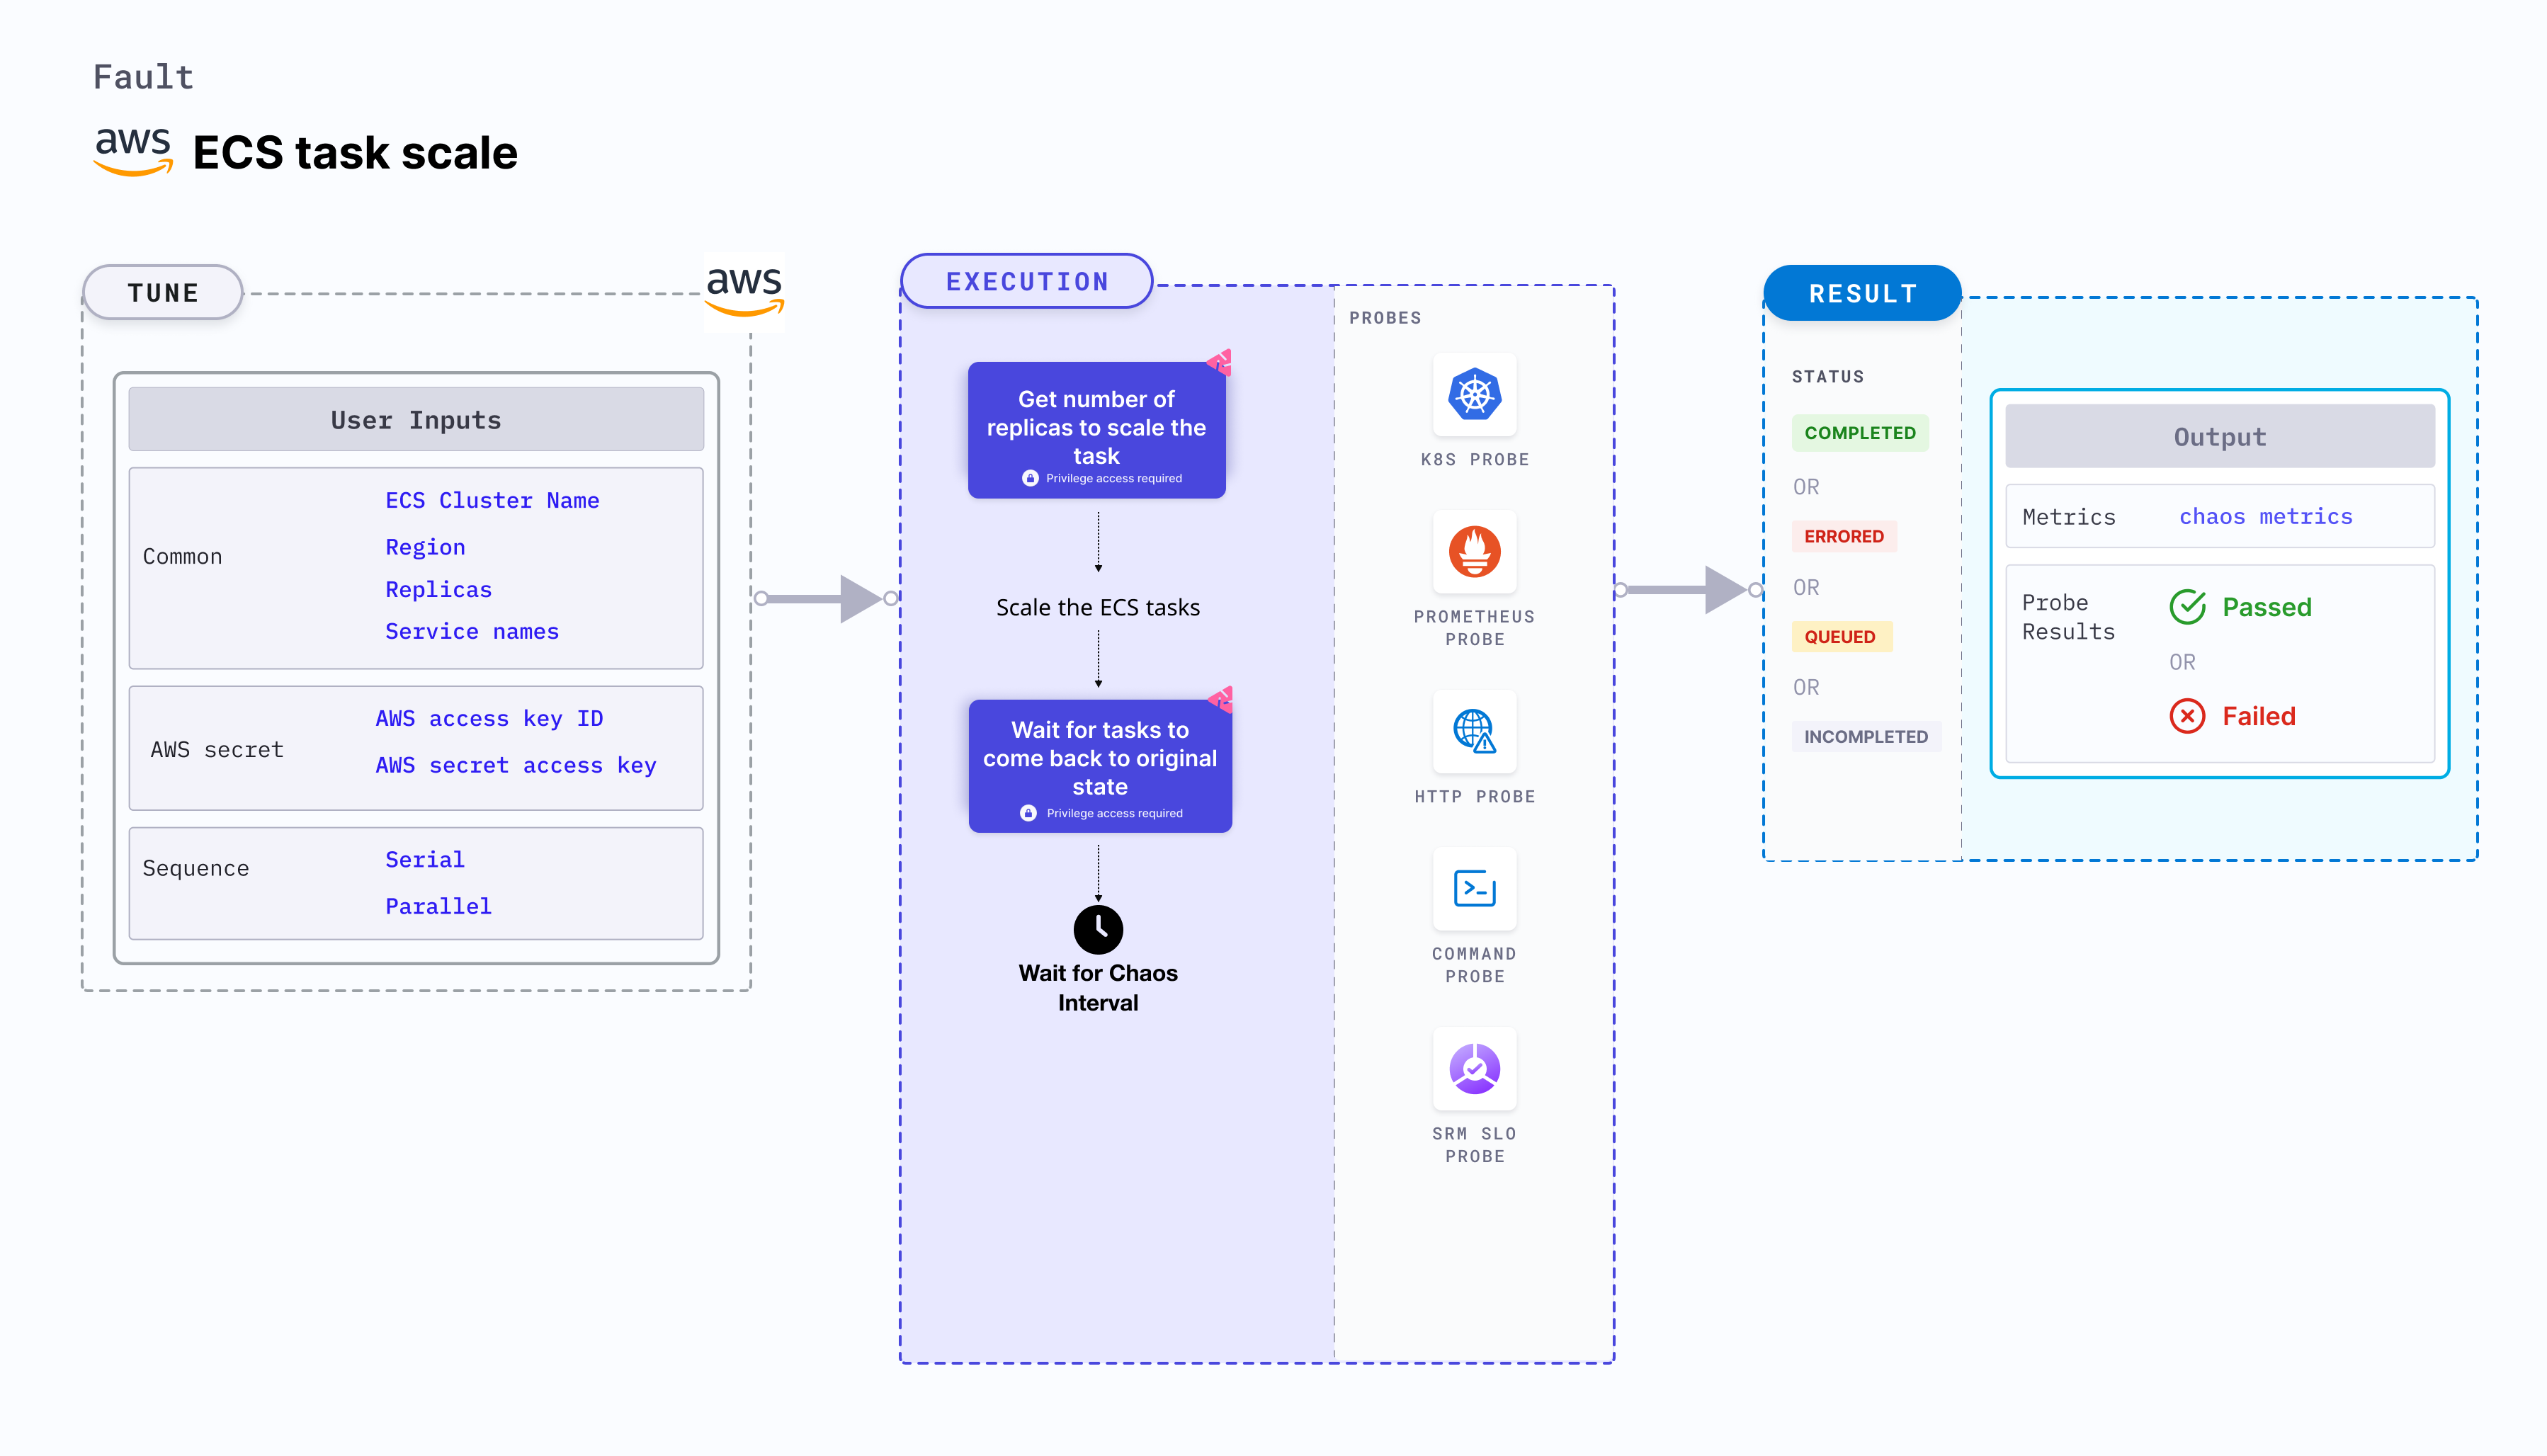 Fault
aws ECS task scale
TUNE
aws
User Inputs
Common
ECS Cluster Name
Region
Replicas
Service names
AWS secret
AWS access key ID
AWS secret access key
Sequence
Serial
Parallel
EXECUTION
Get number of
replicas to scale the
task
Privilege access required
Scale the ECS tasks
Wait for tasks to
come back to original
state
Privilege access required
Wait for Chaos
Interval
PROBES
K8S PROBE
PROMETHEUS
PROBE
HTTP PROBE
COMMAND
PROBE
SRM SLO
PROBE
RESULT
STATUS
COMPLETED
OR
ERRORED
OR
QUEUED
OR
INCOMPLETED
Output
Metrics
chaos metrics
Probe
Results
Passed
OR
Failed